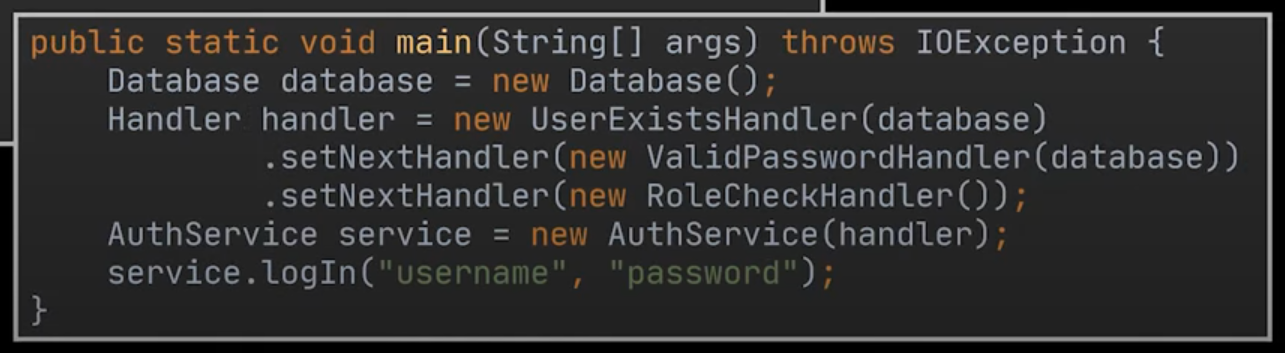 public static void main(String[] args) throws IOException {
    Database database = new Database();
    Handler handler = new UserExistsHandler(database)
            .setNextHandler(new ValidPasswordHandler(database))
            .setNextHandler(new RoleCheckHandler());
    AuthService service = new AuthService(handler);
    service.logIn("username", "password");
}